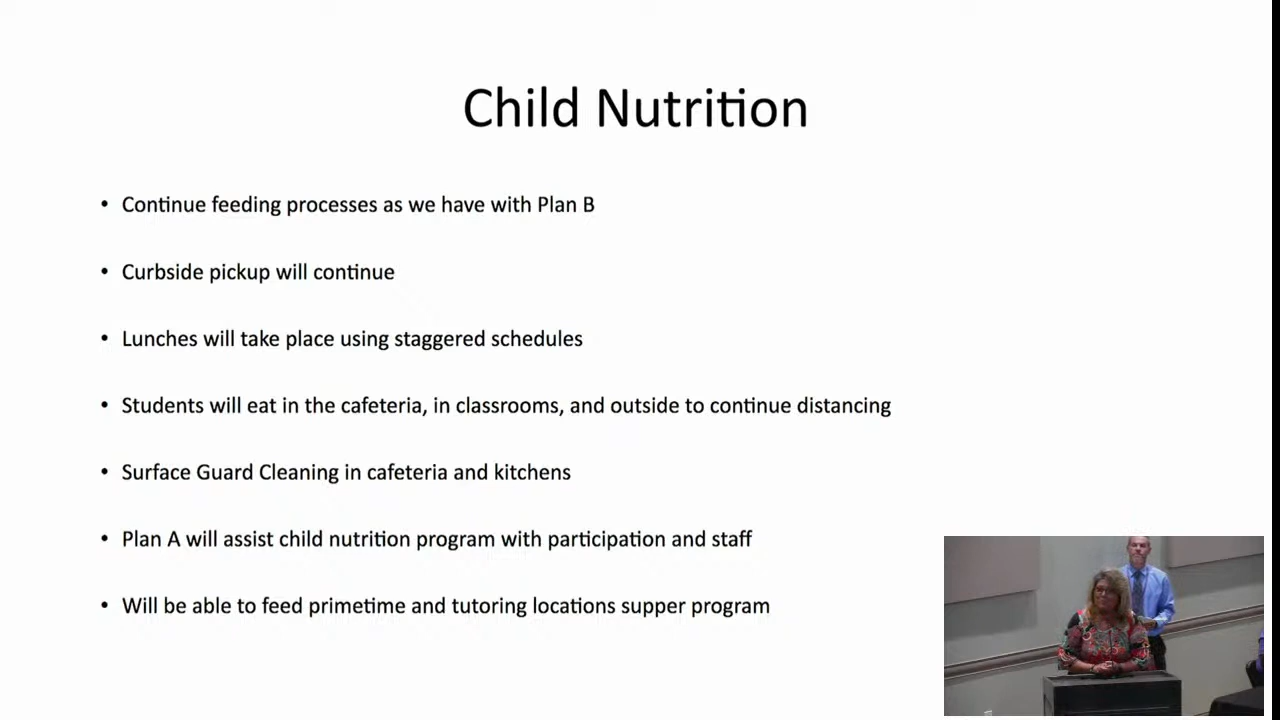 Child Nutrition
• Continue feeding processes as we have with Plan B
• Curbside pickup will continue
• Lunches will take place using staggered schedules
• Students will eat in the cafeteria, in classrooms, and outside to continue distancing
• Surface Guard Cleaning in cafeteria and kitchens
• Plan A will assist child nutrition program with participation and staff
• Will be able to feed primetime and tutoring locations supper program